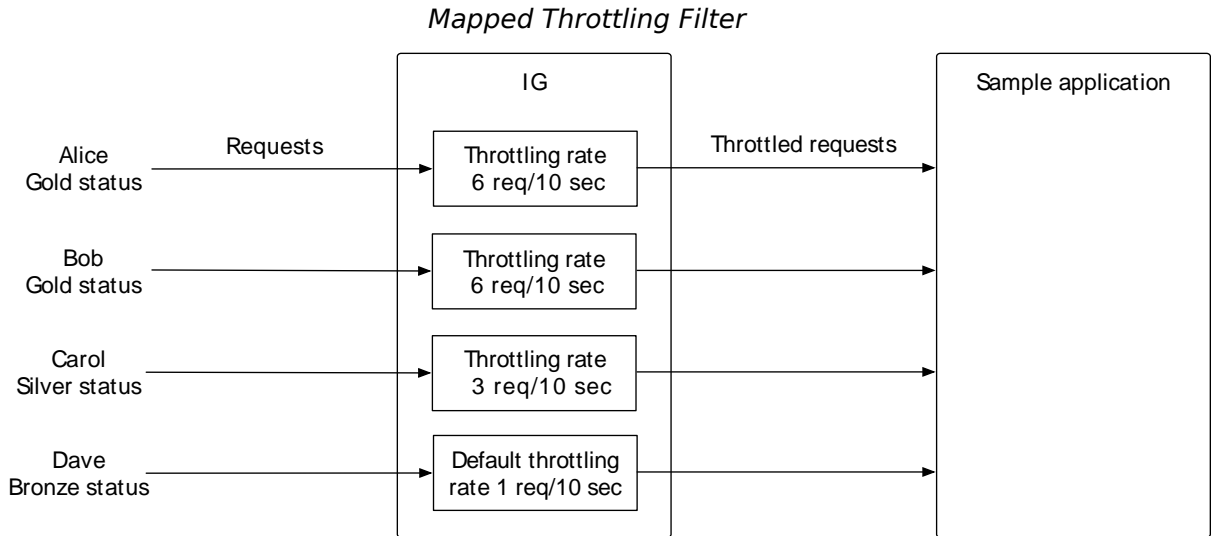 Mapped Throttling Filter
IG
Sample application
Alice
Gold status
Requests
Throttling rate
6 req/10 sec
Throttled requests
Bob
Gold status
Throttling rate
6 req/10 sec
Carol
Silver status
Throttling rate
3 req/10 sec
Dave
Bronze status
Default throttling
rate 1 req/10 sec